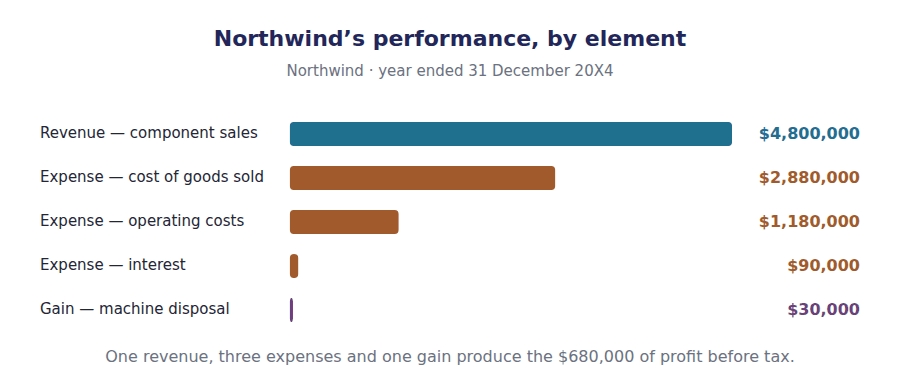 Northwind’s performance, by element
Northwind · year ended 31 December 20X4
Revenue — component sales $4,800,000
Expense — cost of goods sold $2,880,000
Expense — operating costs $1,180,000
Expense — interest $90,000
Gain — machine disposal $30,000
One revenue, three expenses and one gain produce the $680,000 of profit before tax.